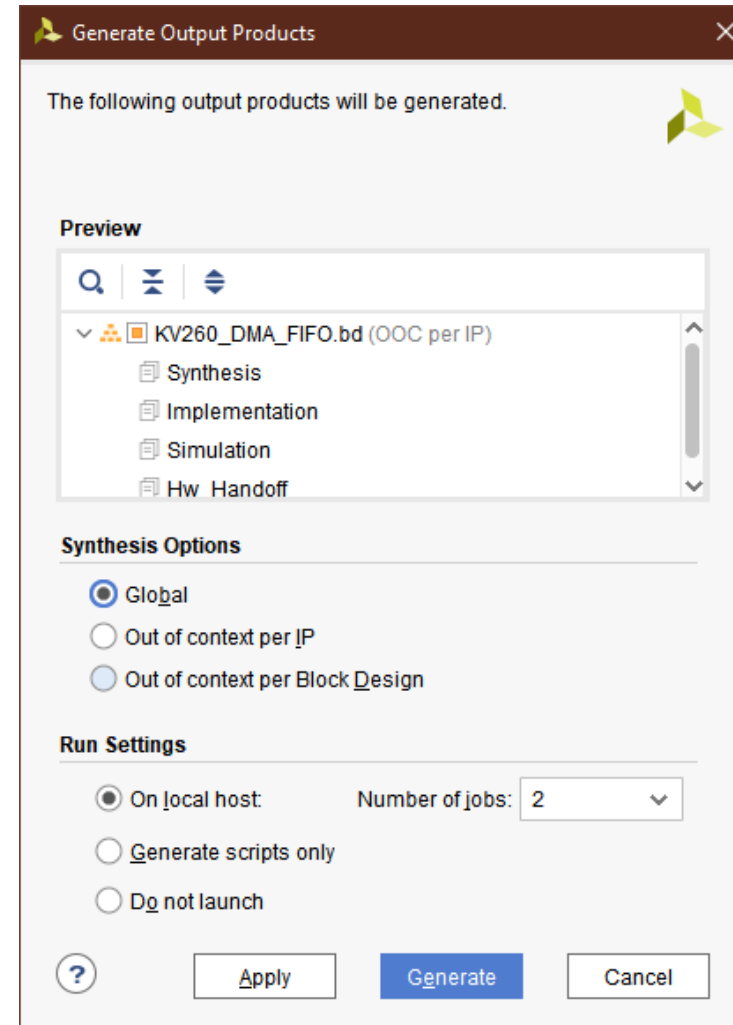 Generate Output Products
The following output products will be generated.
Preview
KV260_DMA_FIFO.bd (OOC per IP)
Synthesis
Implementation
Simulation
Hw_Handoff
Synthesis Options
Global
Out of context per IP
Out of context per Block Design
Run Settings
On local host: Number of jobs: 2
Generate scripts only
Do not launch
? Apply Generate Cancel